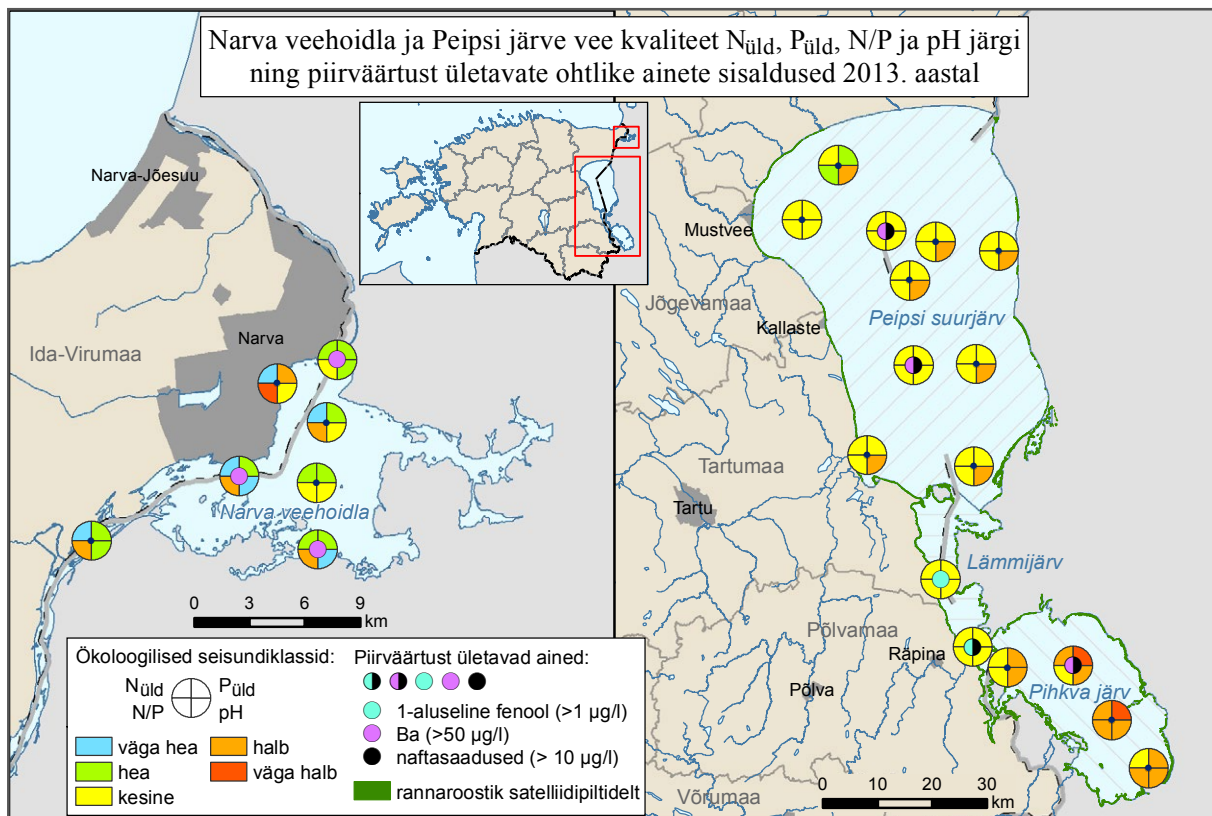 Narva veehoidla ja Peipsi järve vee kvaliteet Nüld, Püld, N/P ja pH järgi
ning piirväärtust ületavate ohtlike ainete sisaldused 2013. aastal
Narva-Jõesuu
Narva
Ida-Virumaa
Narva veehoidla
0 3 6 9
km
Mustvee
Jõgevamaa
Kallaste
Peipsi suurjärv
Tartumaa
Tartu
Lämmijärv
Põlvamaa
Räpina
Põlva
Pihkva järv
Võrumaa
0 10 20 30
km
Ökoloogilised seisundiklassid:
Nüld Püld
N/P pH
väga hea
hea
kesine
halb
väga halb
Piirväärtust ületavad ained:
1-aluseline fenool (>1 µg/l)
Ba (>50 µg/l)
naftasaadused (> 10 µg/l)
rannaroostik satelliidipiltidelt